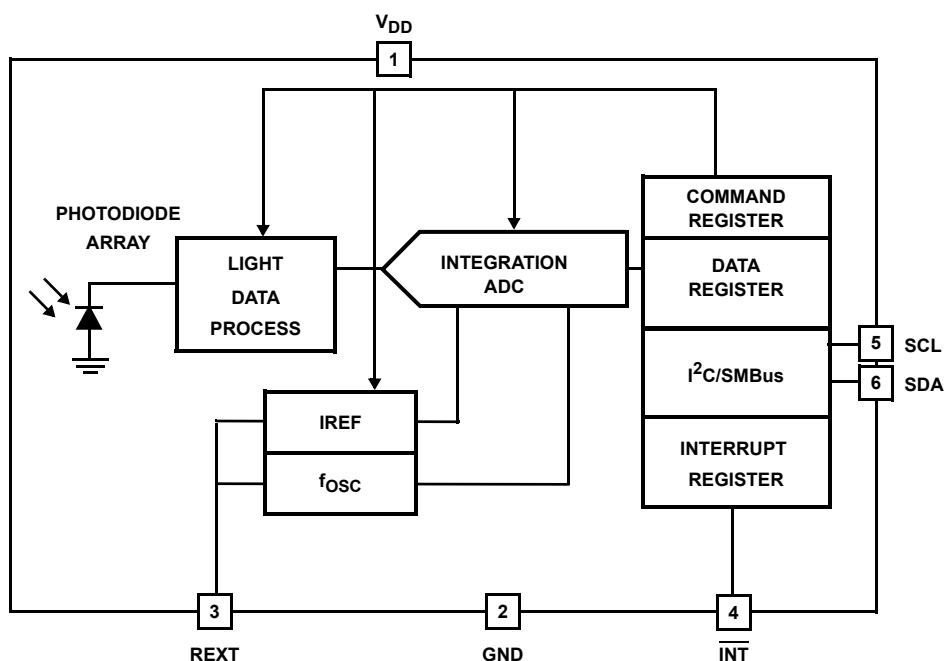 VDD
1
COMMAND
REGISTER
PHOTODIODE
ARRAY
LIGHT
DATA
PROCESS
INTEGRATION
ADC
DATA
REGISTER
I²C/SMBus
5 SCL
6 SDA
IREF
fOSC
INTERRUPT
REGISTER
3
2
4
REXT
GND
I̅N̅T̅